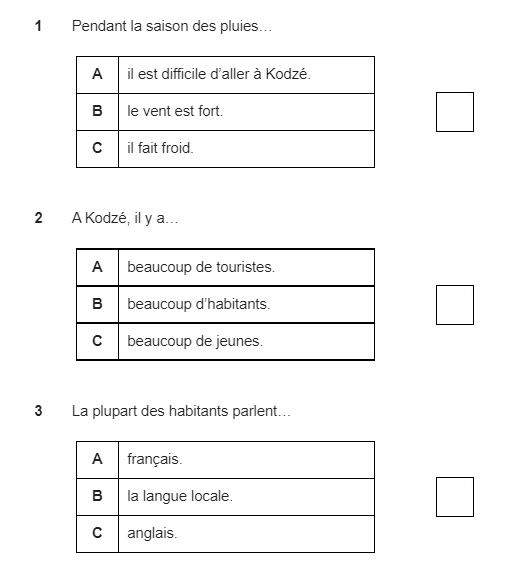 1 Pendant la saison des pluies…
A il est difficile d’aller à Kodzé.
B le vent est fort.
C il fait froid.
2 A Kodzé, il y a…
A beaucoup de touristes.
B beaucoup d’habitants.
C beaucoup de jeunes.
3 La plupart des habitants parlent…
A français.
B la langue locale.
C anglais.